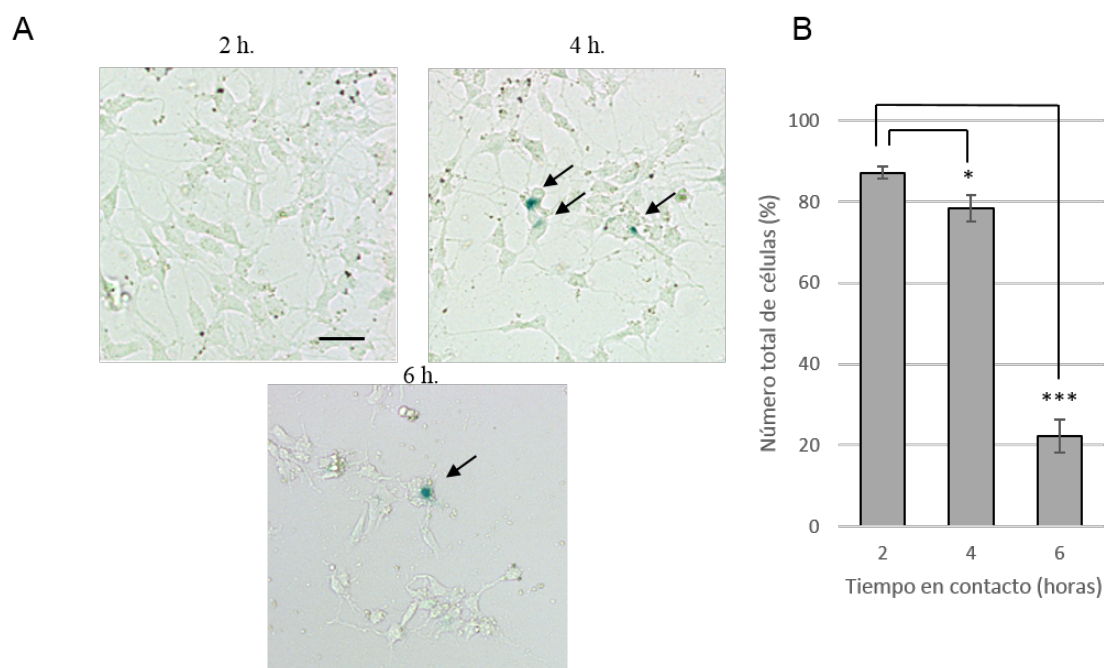 A
2 h.
4 h.
6 h.
B
Número total de células (%)
100
80
60
40
20
0
*
***
2 4 6
Tiempo en contacto (horas)